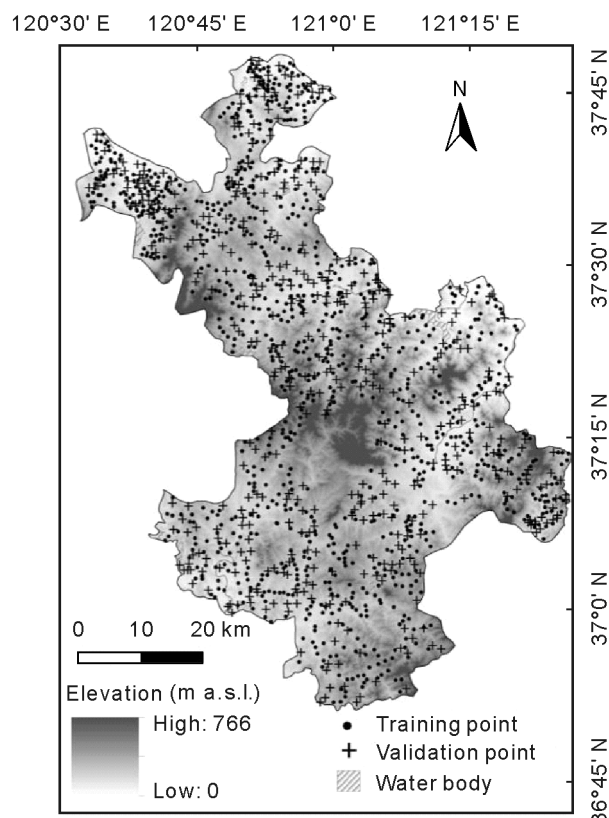 120°30' E 120°45' E 121°0' E 121°15' E
N
37°45' N
37°30' N
37°15' N
37°0' N
36°45' N
0 10 20 km
Elevation (m a.s.l.)
High: 766
Low: 0
Training point
Validation point
Water body